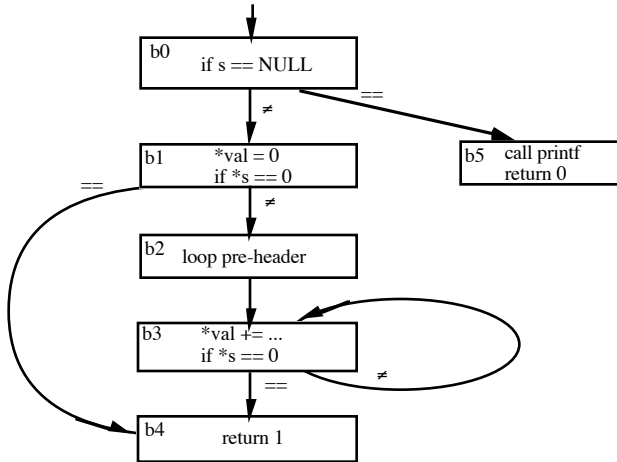 b0
if s == NULL
≠
==
b1
*val = 0
if *s == 0
b5
call printf
return 0
==
≠
b2
loop pre-header
b3
*val += ...
if *s == 0
==
≠
b4
return 1